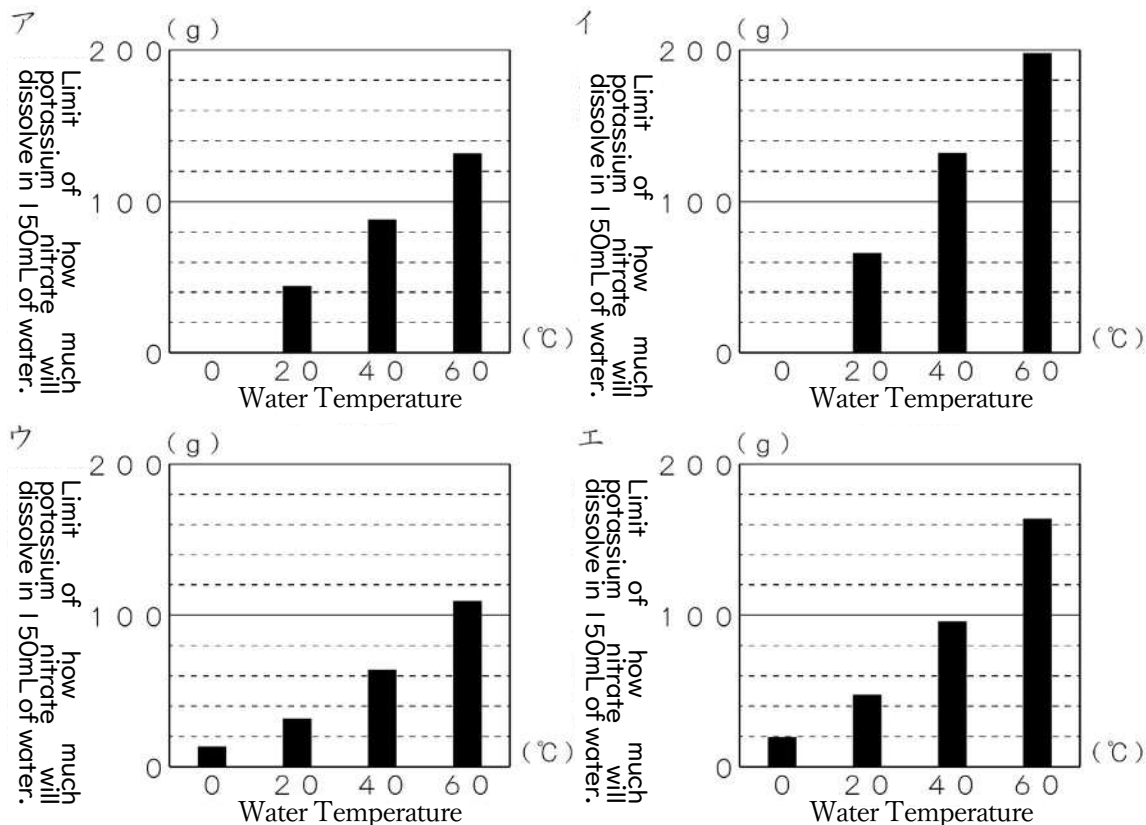 ア
(g)
200
100
0
Limit of how much
potassium nitrate will
dissolve in 150mL of water.
0 20 40 60
(℃)
Water Temperature
イ
(g)
200
100
0
Limit of how much
potassium nitrate will
dissolve in 150mL of water.
0 20 40 60
(℃)
Water Temperature
ウ
(g)
200
100
0
Limit of how much
potassium nitrate will
dissolve in 150mL of water.
0 20 40 60
(℃)
Water Temperature
エ
(g)
200
100
0
Limit of how much
potassium nitrate will
dissolve in 150mL of water.
0 20 40 60
(℃)
Water Temperature